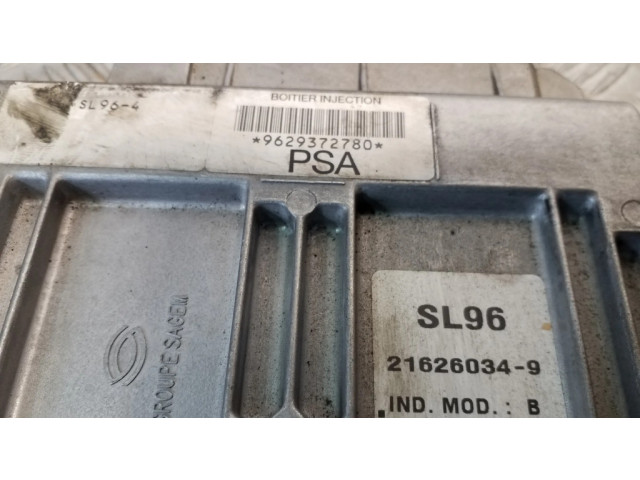 SL96-4
BOITIER INJECTION
*9629372780*
PSA
GROUPE SAGEM
SL96
21626034-9
IND. MOD. : B